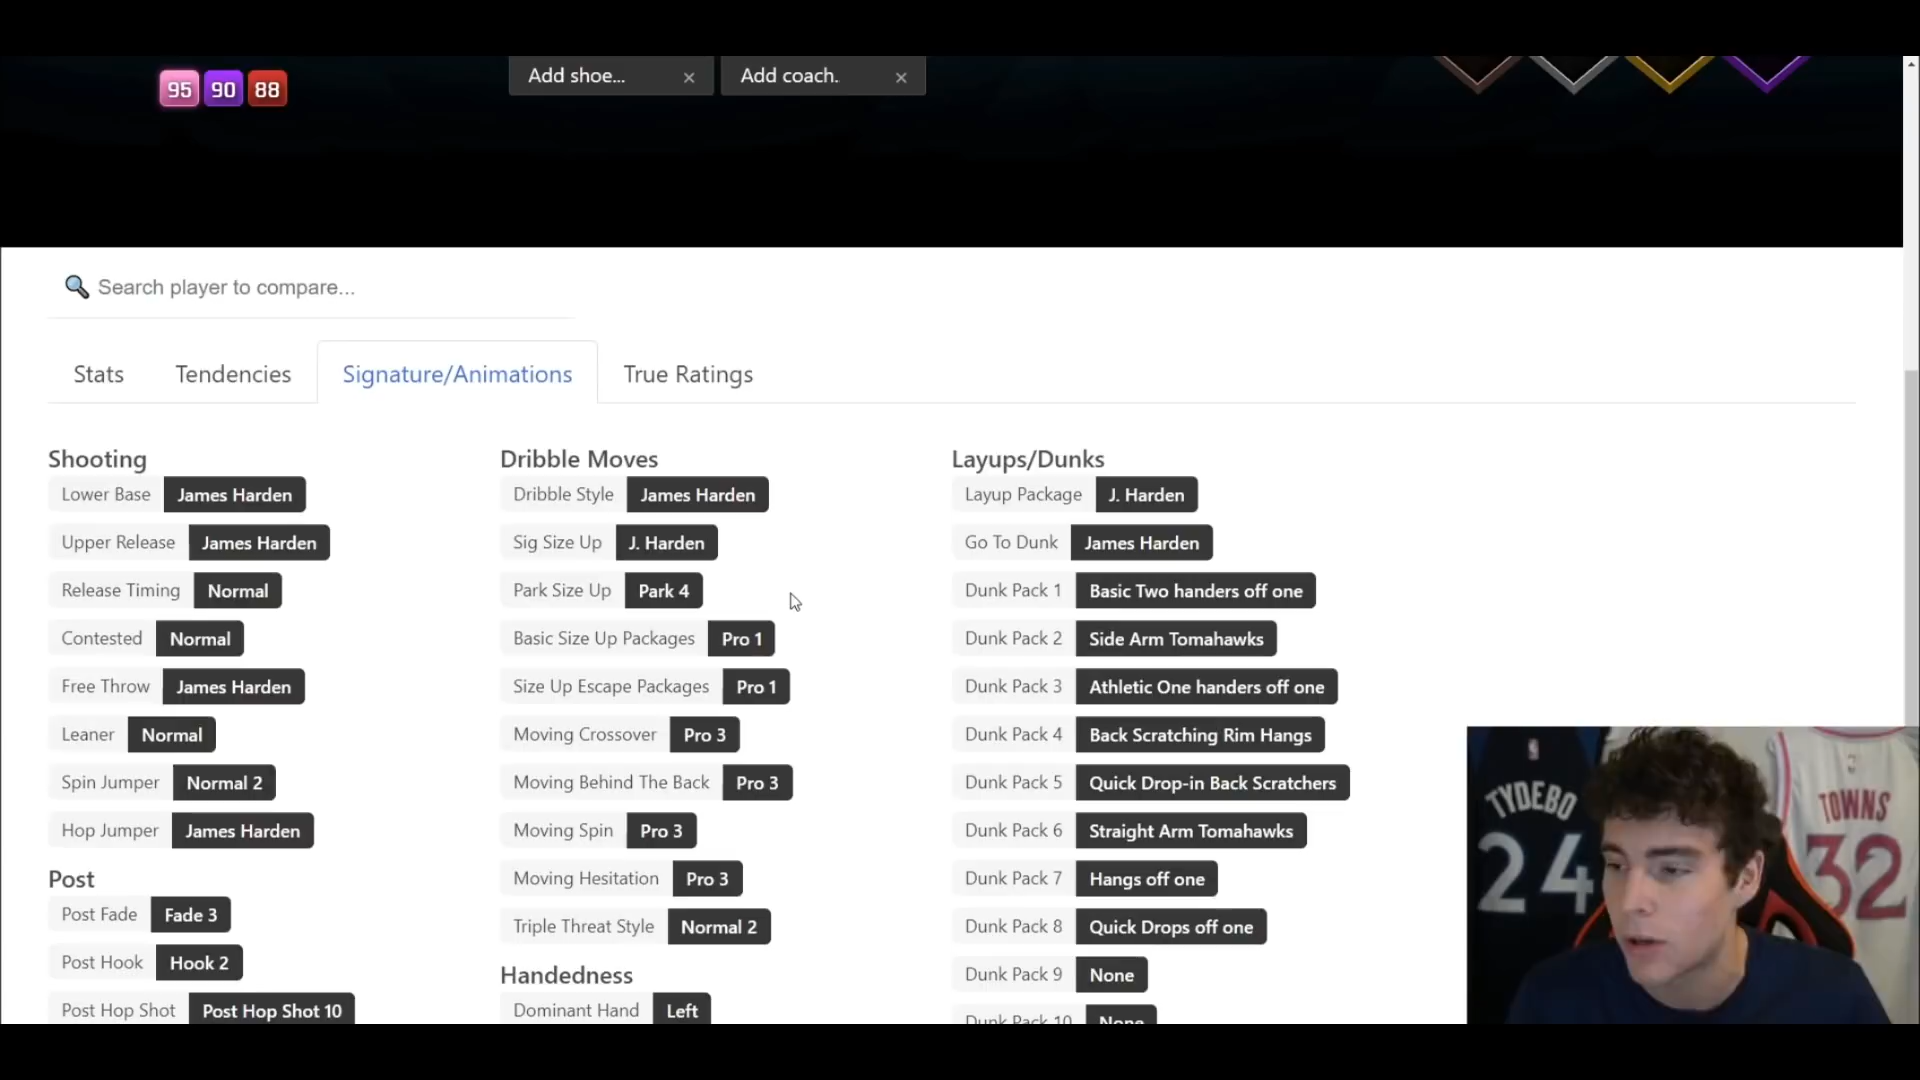 95 90 88
Add shoe... × Add coach. ×
Search player to compare...
Stats Tendencies Signature/Animations True Ratings
Shooting
Lower Base James Harden
Upper Release James Harden
Release Timing Normal
Contested Normal
Free Throw James Harden
Leaner Normal
Spin Jumper Normal 2
Hop Jumper James Harden
Post
Post Fade Fade 3
Post Hook Hook 2
Post Hop Shot Post Hop Shot 10
Dribble Moves
Dribble Style James Harden
Sig Size Up J. Harden
Park Size Up Park 4
Basic Size Up Packages Pro 1
Size Up Escape Packages Pro 1
Moving Crossover Pro 3
Moving Behind The Back Pro 3
Moving Spin Pro 3
Moving Hesitation Pro 3
Triple Threat Style Normal 2
Handedness
Dominant Hand Left
Layups/Dunks
Layup Package J. Harden
Go To Dunk James Harden
Dunk Pack 1 Basic Two handers off one
Dunk Pack 2 Side Arm Tomahawks
Dunk Pack 3 Athletic One handers off one
Dunk Pack 4 Back Scratching Rim Hangs
Dunk Pack 5 Quick Drop-in Back Scratchers
Dunk Pack 6 Straight Arm Tomahawks
Dunk Pack 7 Hangs off one
Dunk Pack 8 Quick Drops off one
Dunk Pack 9 None
Dunk Pack 10 None
TYDEBO
24
TOWNS
32